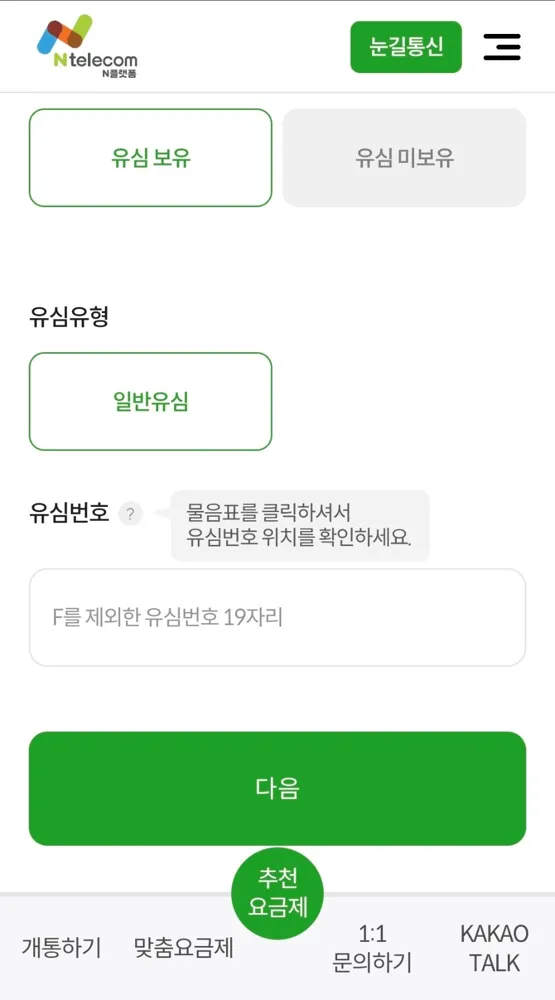 Ntelecom
N플랫폼
눈길통신
유심 보유
유심 미보유
유심유형
일반유심
유심번호 ?
물음표를 클릭하셔서
유심번호 위치를 확인하세요.
F를 제외한 유심번호 19자리
다음
추천
요금제
개통하기
맞춤요금제
1:1
문의하기
KAKAO
TALK